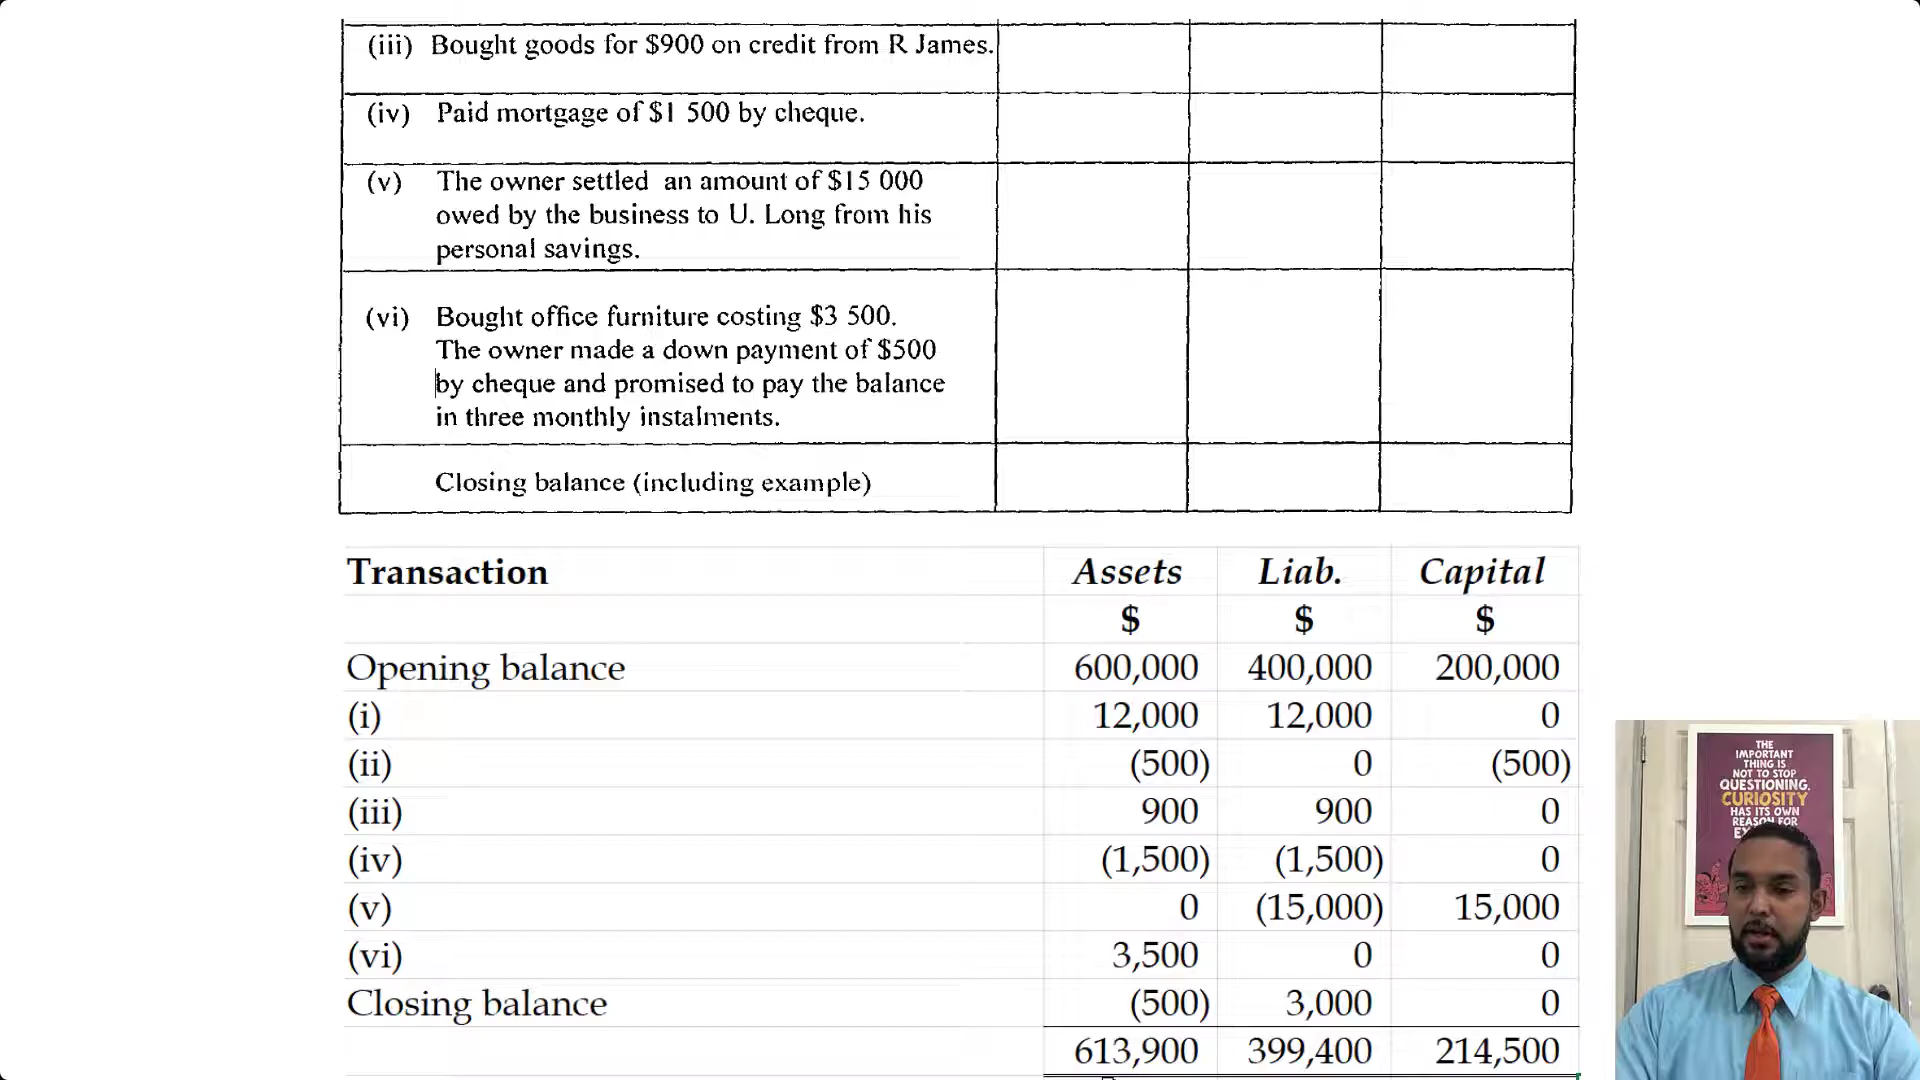 (iii) Bought goods for $900 on credit from R James.
(iv) Paid mortgage of $1 500 by cheque.
(v) The owner settled an amount of $15 000
owed by the business to U. Long from his
personal savings.
(vi) Bought office furniture costing $3 500.
The owner made a down payment of $500
by cheque and promised to pay the balance
in three monthly instalments.
Closing balance (including example)
Transaction Assets Liab. Capital
$ $ $
Opening balance 600,000 400,000 200,000
(i) 12,000 12,000 0
(ii) (500) 0 (500)
(iii) 900 900 0
(iv) (1,500) (1,500) 0
(v) 0 (15,000) 15,000
(vi) 3,500 0 0
Closing balance (500) 3,000 0
613,900 399,400 214,500
THE
IMPORTANT
THING IS
NOT TO STOP
QUESTIONING.
CURIOSITY
HAS ITS OWN
REASON FOR